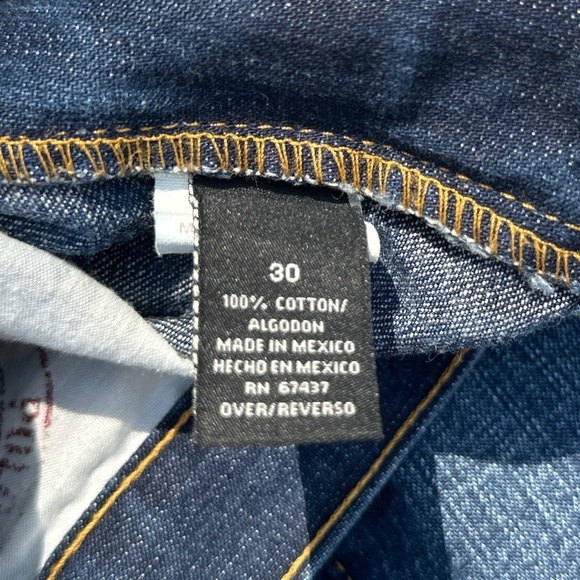 30
100% COTTON/
ALGODON
MADE IN MEXICO
HECHO EN MEXICO
RN 67437
OVER/REVERSO